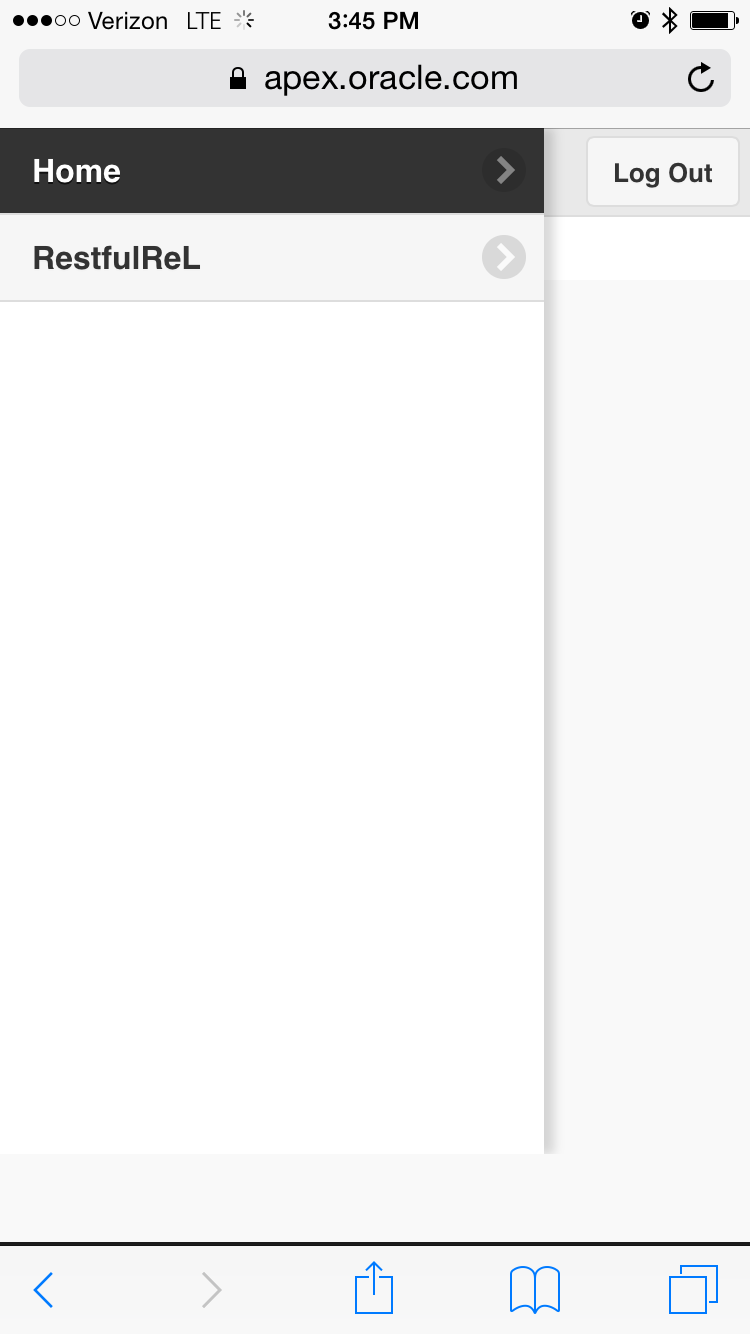 Verizon LTE 3:45 PM
apex.oracle.com
Home
Log Out
RestfulReL